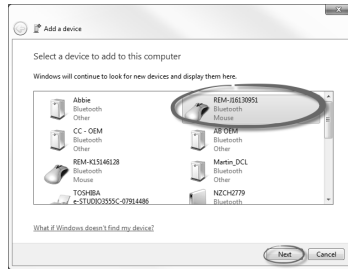 Add a device
Select a device to add to this computer
Windows will continue to look for new devices and display them here.
Abbie
Bluetooth
Other
REM-J16130951
Bluetooth
Mouse
CC - OEM
Bluetooth
Other
AB OEM
Bluetooth
Other
REM-K15146128
Bluetooth
Mouse
Martin_DCL
Bluetooth
Other
TOSHIBA
e-STUDIO3555C-07914486
NZCH2779
Bluetooth
What if Windows doesn't find my device?
Next
Cancel